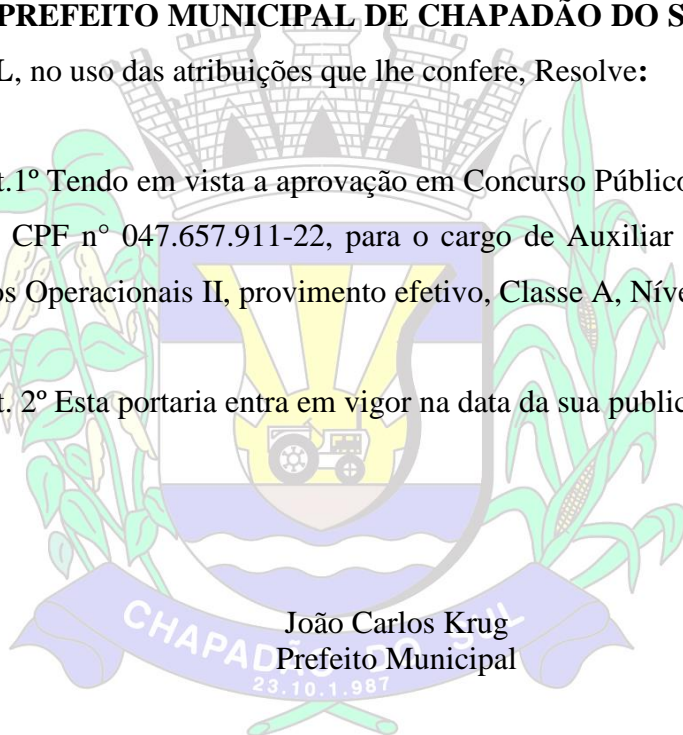 PREFEITO MUNICIPAL DE CHAPADÃO DO S
L, no uso das atribuições que lhe confere, Resolve:
t.1º Tendo em vista a aprovação em Concurso Público
CPF n° 047.657.911-22, para o cargo de Auxiliar
os Operacionais II, provimento efetivo, Classe A, Níve
t. 2º Esta portaria entra em vigor na data da sua public
João Carlos Krug
Prefeito Municipal
CHAPADÃO DO SUL
23.10.1.987